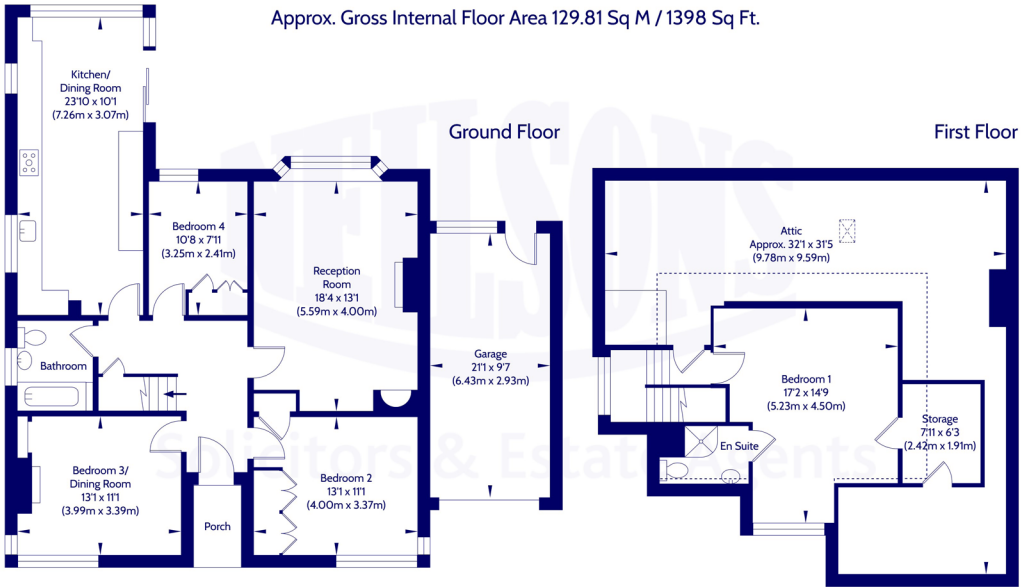 Approx. Gross Internal Floor Area 129.81 Sq M / 1398 Sq Ft.
Ground Floor
First Floor
Kitchen/
Dining Room
23'10 x 10'1
(7.26m x 3.07m)
Bedroom 4
10'8 x 7'11
(3.25m x 2.41m)
Reception
Room
18'4 x 13'1
(5.59m x 4.00m)
Garage
21'1 x 9'7
(6.43m x 2.93m)
Bathroom
Bedroom 3/
Dining Room
13'1 x 11'1
(3.99m x 3.39m)
Porch
Bedroom 2
13'1 x 11'1
(4.00m x 3.37m)
Attic
Approx. 32'1 x 31'5
(9.78m x 9.59m)
Bedroom 1
17'2 x 14'9
(5.23m x 4.50m)
Storage
7'11 x 6'3
(2.42m x 1.91m)
En Suite
NEILSONS
Solicitors & Estate Agents